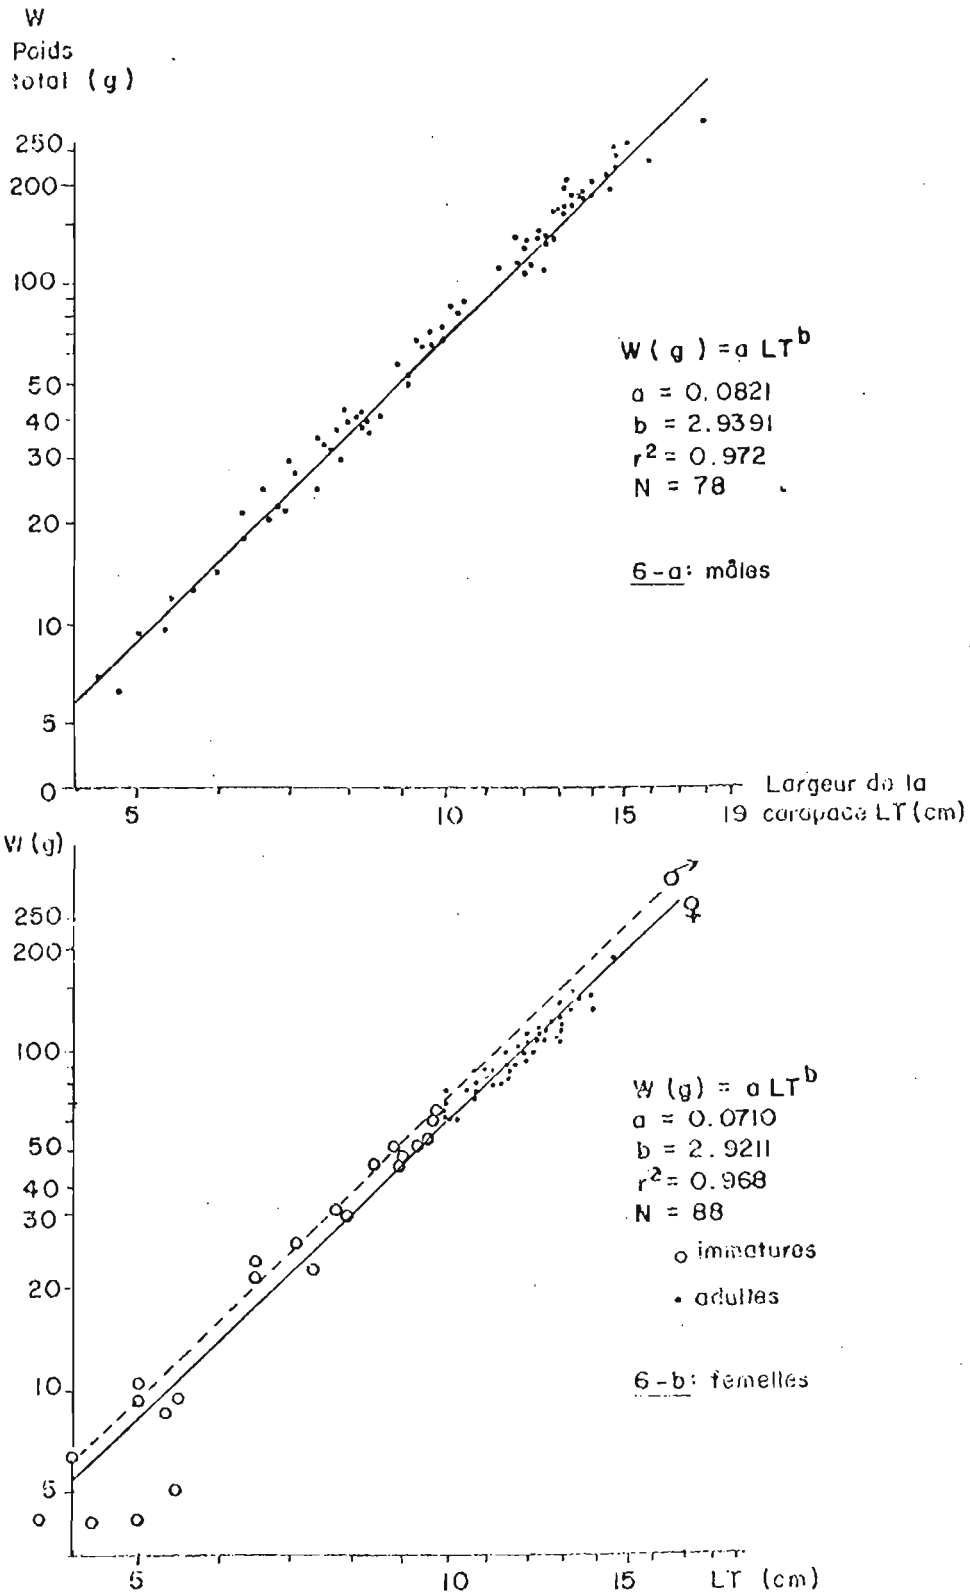 W
Poids
total (g)
250
200
100
50
40
30
20
10
5
0
W(g) = a LT^b
a = 0.0821
b = 2.9391
r² = 0.972
N = 78
6-a: mâles
5 10 15 19
Largeur de la
carapace LT (cm)
W (g)
250
200
100
50
40
30
20
10
5
♂
♀
W (g) = a LT^b
a = 0.0710
b = 2.9211
r² = 0.968
N = 88
o immatures
• adultes
6-b: femelles
5 10 15 LT (cm)